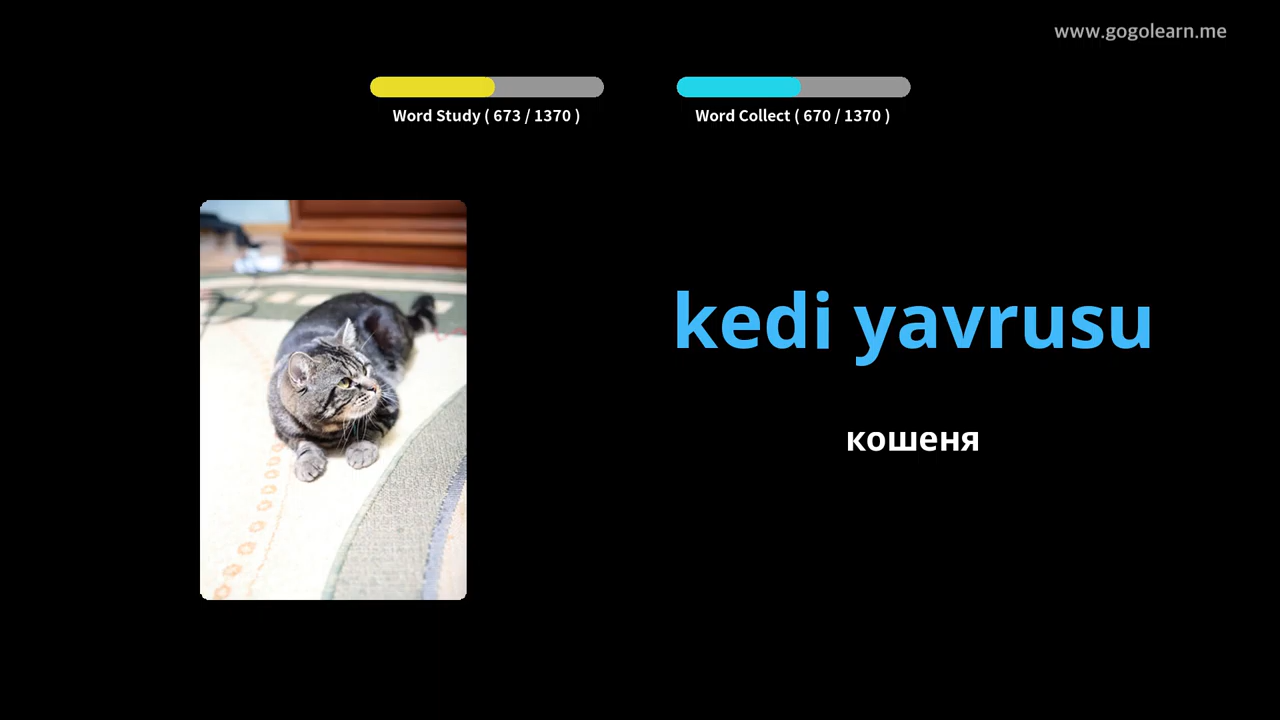 www.gogolearn.me
Word Study ( 673 / 1370 )
Word Collect ( 670 / 1370 )
kedi yavrusu
кошеня